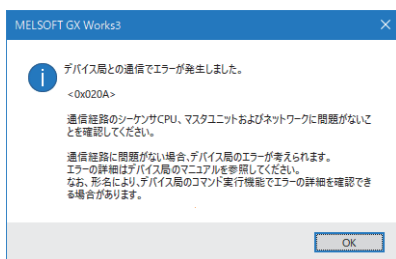 MELSOFT GX Works3
デバイス局との通信でエラーが発生しました。
<0x020A>
通信経路のシーケンサCPU、マスタユニットおよびネットワークに問題がないこ
とを確認してください。
通信経路に問題がない場合、デバイス局のエラーが考えられます。
エラーの詳細はデバイス局のマニュアルを参照してください。
なお、形名により、デバイス局のコマンド実行機能でエラーの詳細を確認でき
る場合があります。
OK